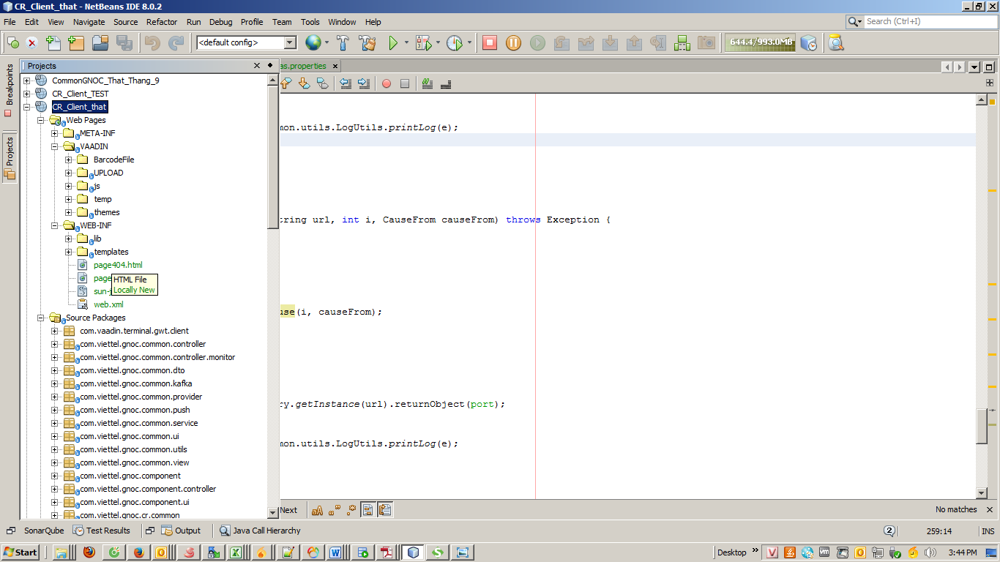 CR_Client_that - NetBeans IDE 8.0.2
File Edit View Navigate Source Refactor Run Debug Profile Team Tools Window Help
Search (Ctrl+I)
<default config>
644.4/993.0MB
Projects
as.properties
Breakpoints
Projects
CommonGNOC_That_Thang_9
CR_Client_TEST
CR_Client_that
Web Pages
META-INF
VAADIN
BarcodeFile
UPLOAD
js
temp
themes
WEB-INF
lib
templates
page404.html
page
HTML File
Locally New
sun-
web.xml
Source Packages
com.vaadin.terminal.gwt.client
com.viettel.gnoc.common.controller
com.viettel.gnoc.common.controller.monitor
com.viettel.gnoc.common.dto
com.viettel.gnoc.common.kafka
com.viettel.gnoc.common.provider
com.viettel.gnoc.common.push
com.viettel.gnoc.common.service
com.viettel.gnoc.common.ui
com.viettel.gnoc.common.utils
com.viettel.gnoc.common.view
com.viettel.gnoc.component
com.viettel.gnoc.component.controller
com.viettel.gnoc.component.ui
com.viettel.gnoc.cr.common
mon.utils.LogUtils.printLog(e);
tring url, int i, CauseFrom causeFrom) throws Exception {
use(i, causeFrom);
ry.getInstance(url).returnObject(port);
mon.utils.LogUtils.printLog(e);
Next
aA
No matches
SonarQube Test Results Output Java Call Hierarchy
2
259:14
INS
Start
Desktop
3:44 PM